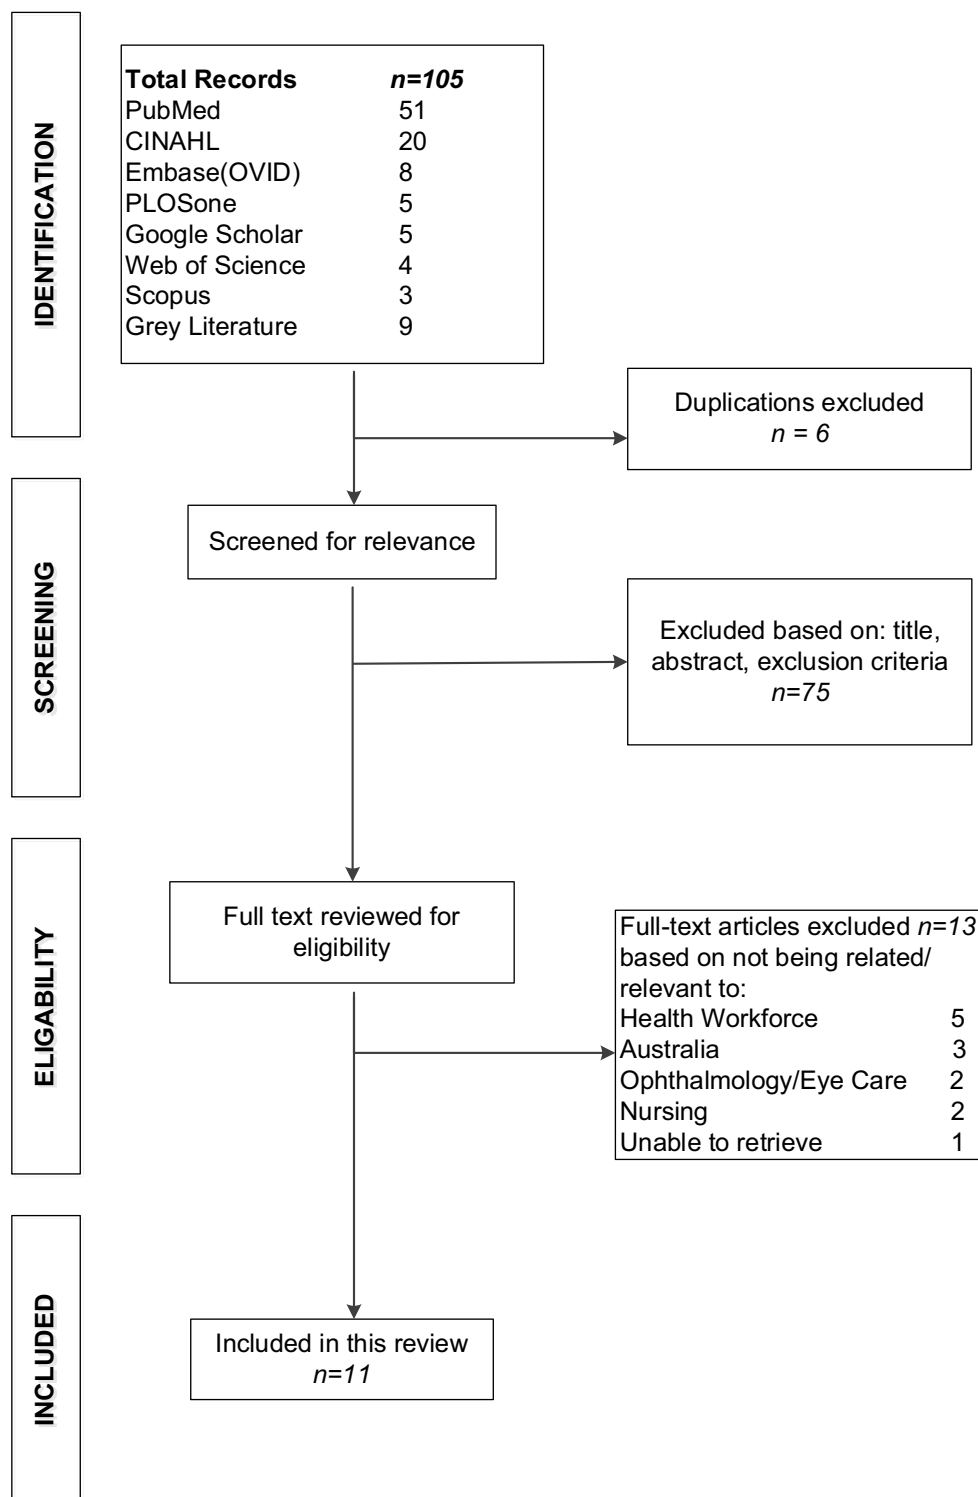 IDENTIFICATION
Total Records n=105
PubMed 51
CINAHL 20
Embase(OVID) 8
PLOSone 5
Google Scholar 5
Web of Science 4
Scopus 3
Grey Literature 9
Duplications excluded
n = 6
SCREENING
Screened for relevance
Excluded based on: title,
abstract, exclusion criteria
n=75
ELIGABILITY
Full text reviewed for
eligibility
Full-text articles excluded n=13
based on not being related/
relevant to:
Health Workforce 5
Australia 3
Ophthalmology/Eye Care 2
Nursing 2
Unable to retrieve 1
INCLUDED
Included in this review
n=11